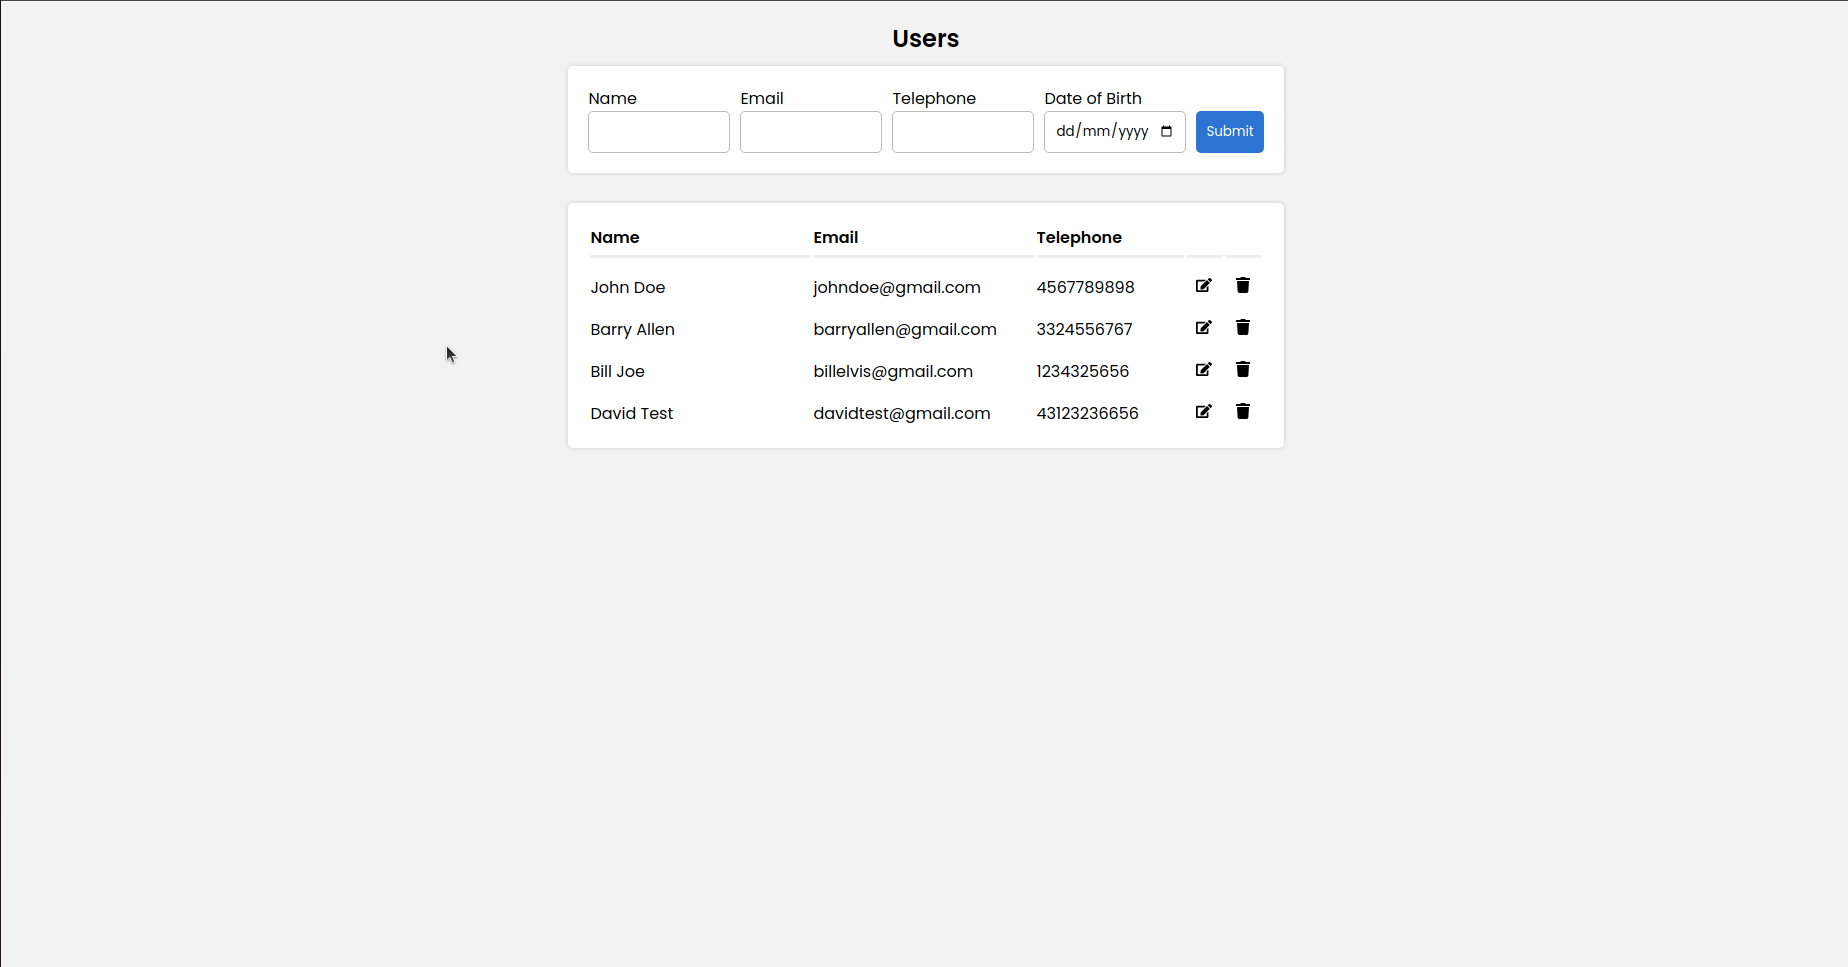 Users
Name Email Telephone Date of Birth
dd/mm/yyyy Submit
Name Email Telephone
John Doe johndoe@gmail.com 4567789898
Barry Allen barryallen@gmail.com 3324556767
Bill Joe billelvis@gmail.com 1234325656
David Test davidtest@gmail.com 43123236656